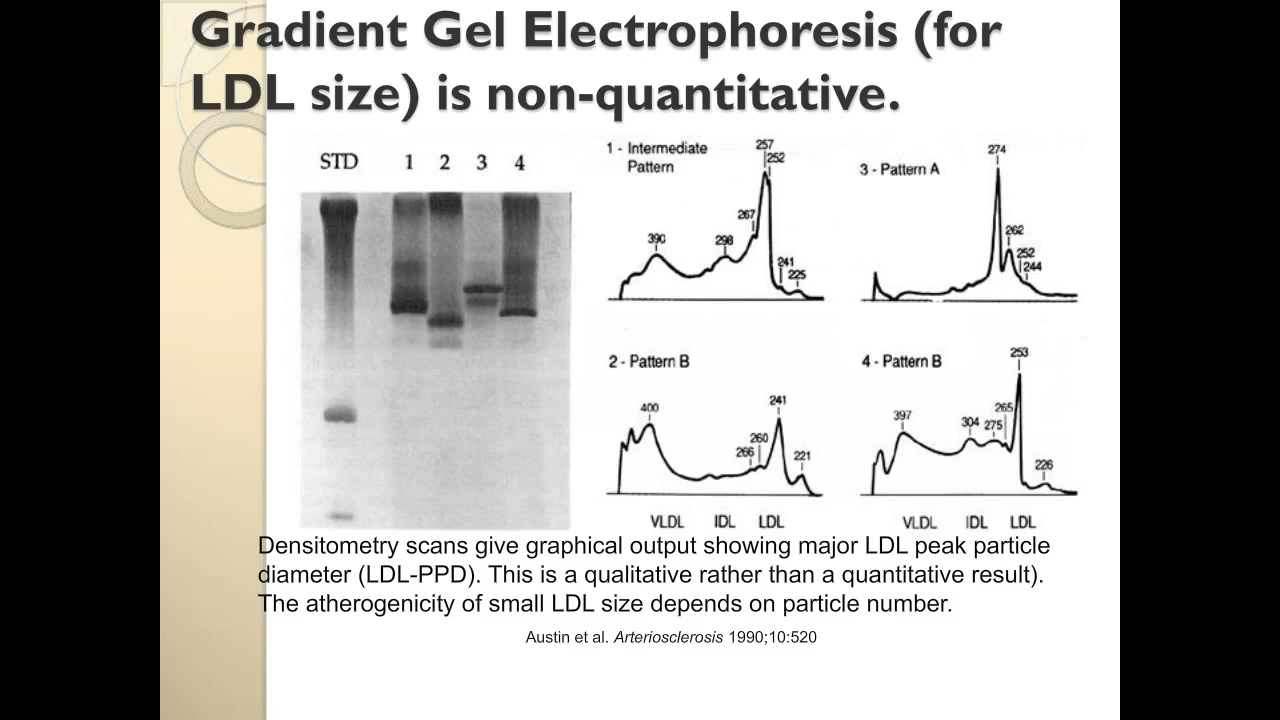 Gradient Gel Electrophoresis (for
LDL size) is non-quantitative.
STD 1 2 3 4
1 - Intermediate
Pattern
257
252
267
390
298
241
225
3 - Pattern A
274
262
252
244
2 - Pattern B
400
241
260
266
221
VLDL IDL LDL
4 - Pattern B
253
265
397
304
275
226
VLDL IDL LDL
Densitometry scans give graphical output showing major LDL peak particle
diameter (LDL-PPD). This is a qualitative rather than a quantitative result).
The atherogenicity of small LDL size depends on particle number.
Austin et al. Arteriosclerosis 1990;10:520